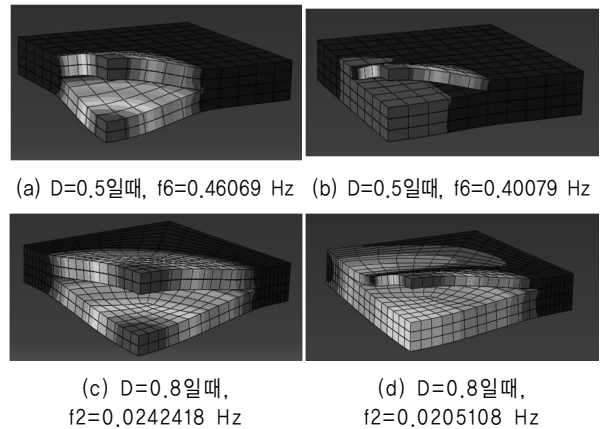 (a) D=0.5일때, f6=0.46069 Hz (b) D=0.5일때, f6=0.40079 Hz
(c) D=0.8일때, (d) D=0.8일때,
f2=0.0242418 Hz f2=0.0205108 Hz